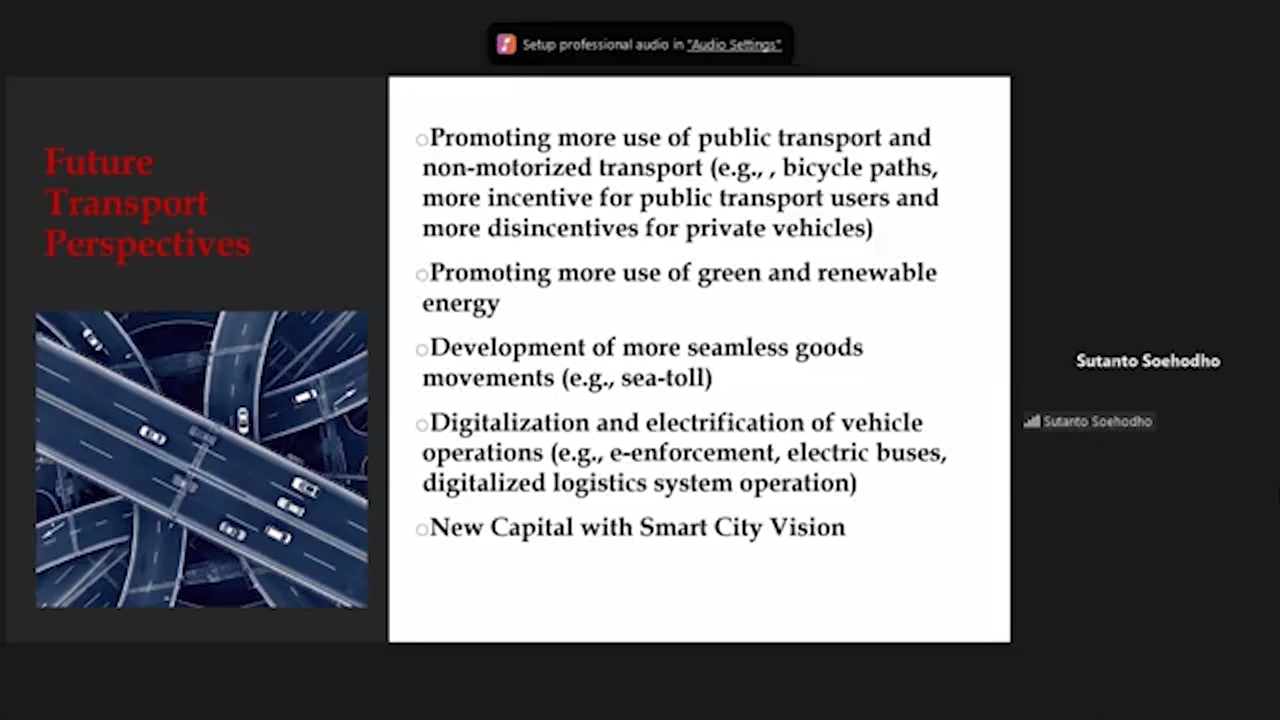 Setup professional audio in "Audio Settings"
Future
Transport
Perspectives
○Promoting more use of public transport and
non-motorized transport (e.g., , bicycle paths,
more incentive for public transport users and
more disincentives for private vehicles)
○Promoting more use of green and renewable
energy
○Development of more seamless goods
movements (e.g., sea-toll)
○Digitalization and electrification of vehicle
operations (e.g., e-enforcement, electric buses,
digitalized logistics system operation)
○New Capital with Smart City Vision
Sutanto Soehodho
Sutanto Soehodho